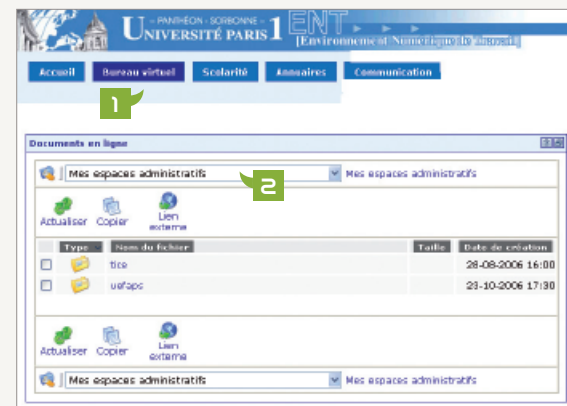 - PANTHÉON - SORBONNE -
UNIVERSITÉ PARIS 1
ENT
[Environnement Numérique de Travail]
Accueil Bureau virtuel Scolarité Annuaires Communication
1
Documents en ligne
Mes espaces administratifs Mes espaces administratifs
2
Actualiser Copier Lien externe
Type Nom du fichier Taille Date de création
tice 28-08-2006 16:00
uefaps 23-10-2006 17:30
Actualiser Copier Lien externe
Mes espaces administratifs Mes espaces administratifs